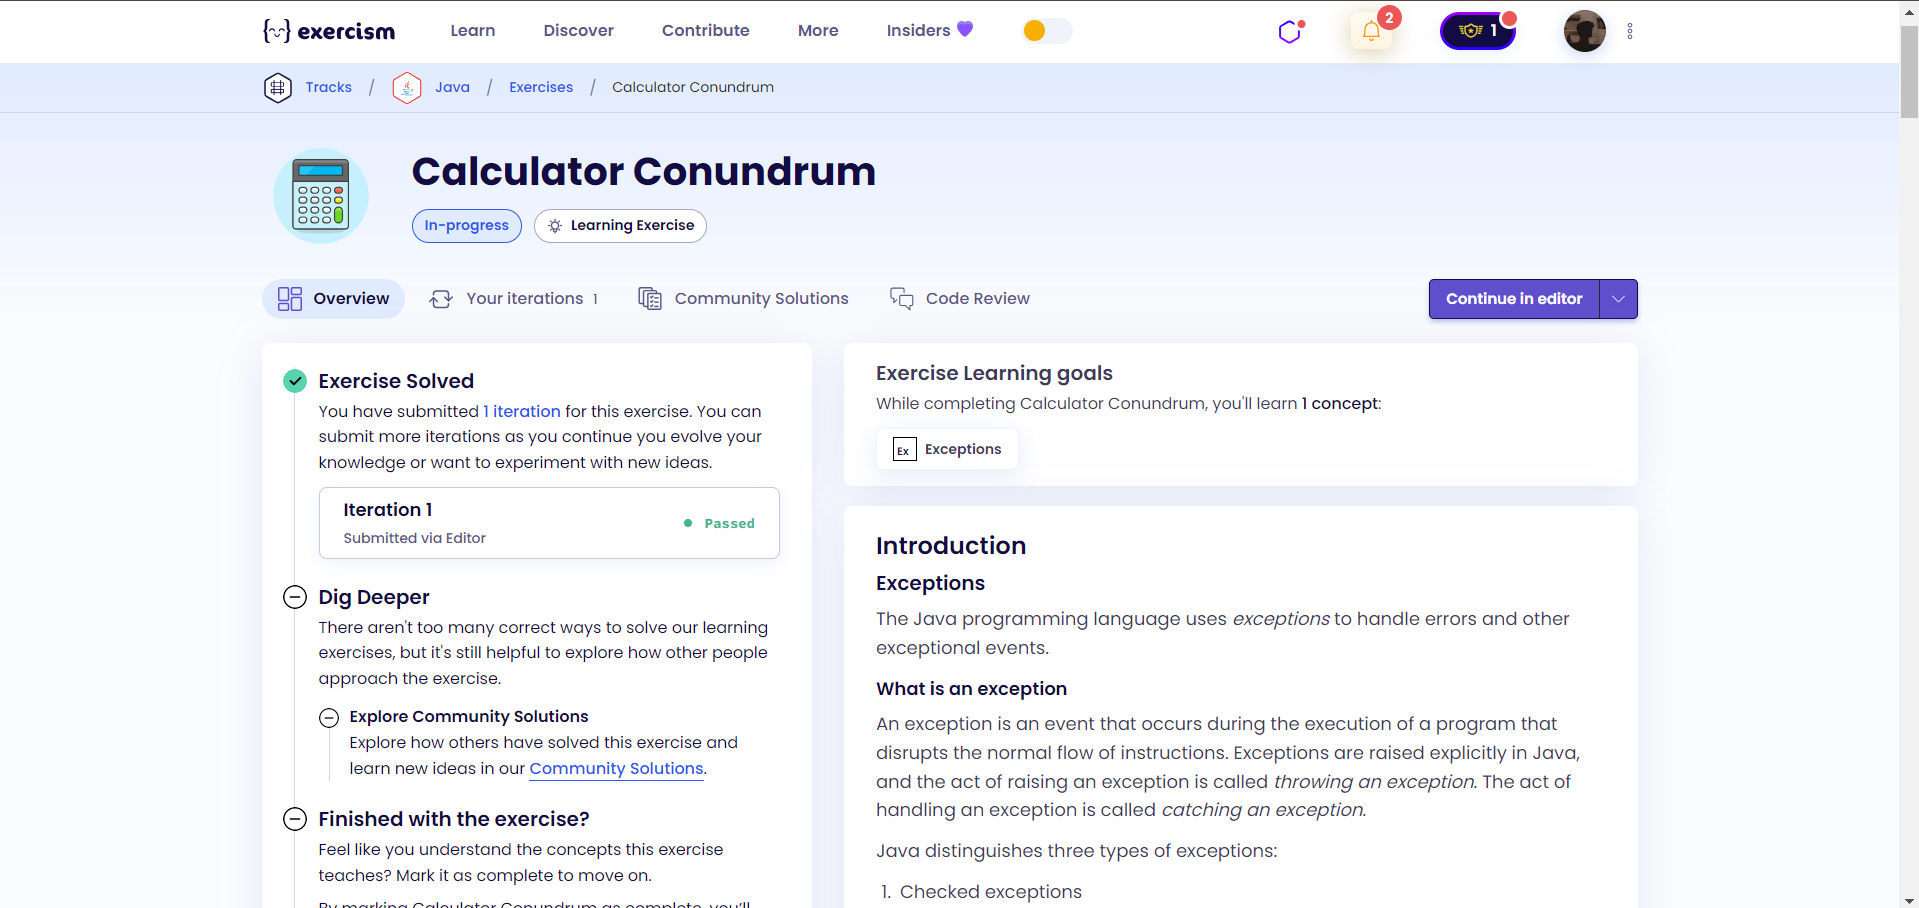 exercism
Learn
Discover
Contribute
More
Insiders
2
1
Tracks / Java / Exercises / Calculator Conundrum
Calculator Conundrum
In-progress
Learning Exercise
Overview
Your iterations 1
Community Solutions
Code Review
Continue in editor
Exercise Solved
You have submitted 1 iteration for this exercise. You can
submit more iterations as you continue you evolve your
knowledge or want to experiment with new ideas.
Iteration 1
Submitted via Editor
Passed
Dig Deeper
There aren't too many correct ways to solve our learning
exercises, but it's still helpful to explore how other people
approach the exercise.
Explore Community Solutions
Explore how others have solved this exercise and
learn new ideas in our Community Solutions.
Finished with the exercise?
Feel like you understand the concepts this exercise
teaches? Mark it as complete to move on.
By marking Calculator Conundrum as complete, you'll
Exercise Learning goals
While completing Calculator Conundrum, you'll learn 1 concept:
Ex Exceptions
Introduction
Exceptions
The Java programming language uses exceptions to handle errors and other
exceptional events.
What is an exception
An exception is an event that occurs during the execution of a program that
disrupts the normal flow of instructions. Exceptions are raised explicitly in Java,
and the act of raising an exception is called throwing an exception. The act of
handling an exception is called catching an exception.
Java distinguishes three types of exceptions:
1. Checked exceptions